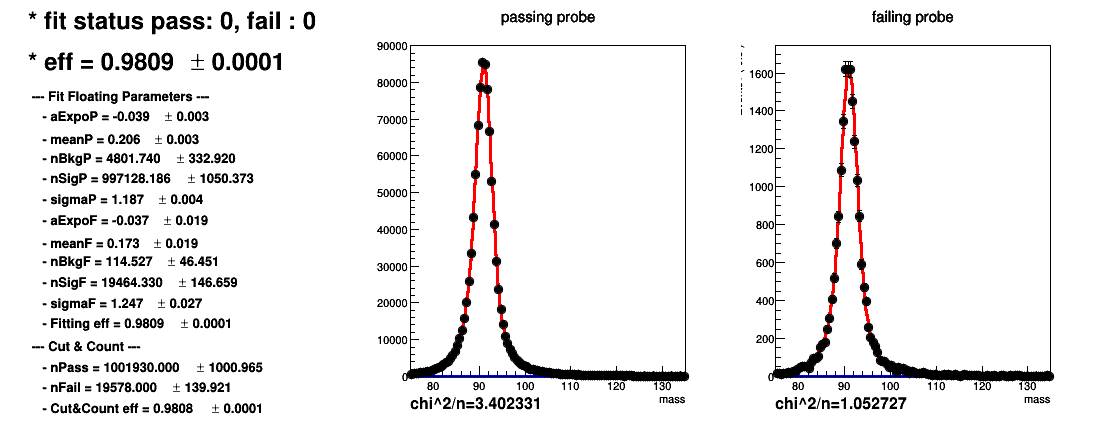 * fit status pass: 0, fail : 0
* eff = 0.9809 ± 0.0001
--- Fit Floating Parameters ---
- aExpoP = -0.039 ± 0.003
- meanP = 0.206 ± 0.003
- nBkgP = 4801.740 ± 332.920
- nSigP = 997128.186 ± 1050.373
- sigmaP = 1.187 ± 0.004
- aExpoF = -0.037 ± 0.019
- meanF = 0.173 ± 0.019
- nBkgF = 114.527 ± 46.451
- nSigF = 19464.330 ± 146.659
- sigmaF = 1.247 ± 0.027
- Fitting eff = 0.9809 ± 0.0001
--- Cut & Count ---
- nPass = 1001930.000 ± 1000.965
- nFail = 19578.000 ± 139.921
- Cut&Count eff = 0.9808 ± 0.0001
passing probe
90000
80000
70000
60000
50000
40000
30000
20000
10000
0
80 90 100 110 120 130
mass
chi^2/n=3.402331
failing probe
1600
1400
1200
1000
800
600
400
200
0
80 90 100 110 120 130
mass
chi^2/n=1.052727